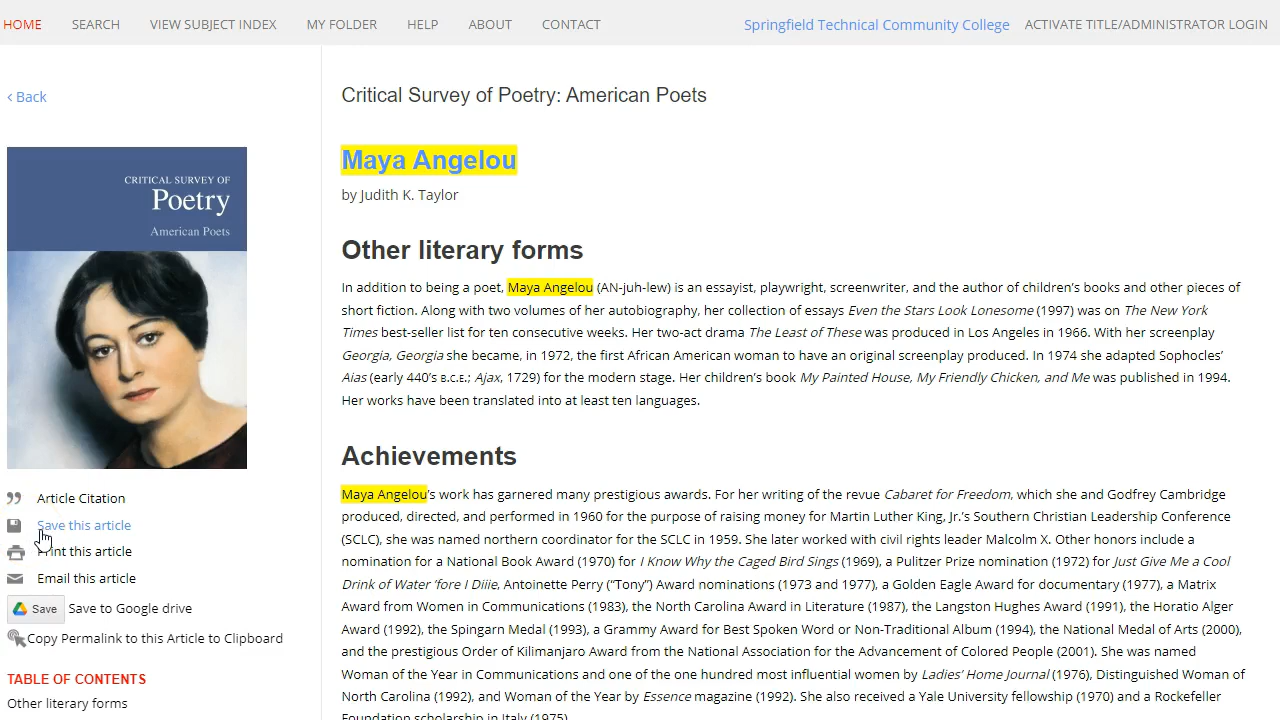 HOME SEARCH VIEW SUBJECT INDEX MY FOLDER HELP ABOUT CONTACT Springfield Technical Community College ACTIVATE TITLE/ADMINISTRATOR LOGIN
‹ Back
CRITICAL SURVEY OF
Poetry
American Poets
Article Citation
Save this article
Print this article
Email this article
Save Save to Google drive
Copy Permalink to this Article to Clipboard
TABLE OF CONTENTS
Other literary forms
Critical Survey of Poetry: American Poets
Maya Angelou
by Judith K. Taylor
Other literary forms
In addition to being a poet, Maya Angelou (AN-juh-lew) is an essayist, playwright, screenwriter, and the author of children's books and other pieces of
short fiction. Along with two volumes of her autobiography, her collection of essays Even the Stars Look Lonesome (1997) was on The New York
Times best-seller list for ten consecutive weeks. Her two-act drama The Least of These was produced in Los Angeles in 1966. With her screenplay
Georgia, Georgia she became, in 1972, the first African American woman to have an original screenplay produced. In 1974 she adapted Sophocles'
Aias (early 440's B.C.E.; Ajax, 1729) for the modern stage. Her children's book My Painted House, My Friendly Chicken, and Me was published in 1994.
Her works have been translated into at least ten languages.
Achievements
Maya Angelou's work has garnered many prestigious awards. For her writing of the revue Cabaret for Freedom, which she and Godfrey Cambridge
produced, directed, and performed in 1960 for the purpose of raising money for Martin Luther King, Jr.'s Southern Christian Leadership Conference
(SCLC), she was named northern coordinator for the SCLC in 1959. She later worked with civil rights leader Malcolm X. Other honors include a
nomination for a National Book Award (1970) for I Know Why the Caged Bird Sings (1969), a Pulitzer Prize nomination (1972) for Just Give Me a Cool
Drink of Water 'fore I Diiie, Antoinette Perry ("Tony") Award nominations (1973 and 1977), a Golden Eagle Award for documentary (1977), a Matrix
Award from Women in Communications (1983), the North Carolina Award in Literature (1987), the Langston Hughes Award (1991), the Horatio Alger
Award (1992), the Spingarn Medal (1993), a Grammy Award for Best Spoken Word or Non-Traditional Album (1994), the National Medal of Arts (2000),
and the prestigious Order of Kilimanjaro Award from the National Association for the Advancement of Colored People (2001). She was named
Woman of the Year in Communications and one of the one hundred most influential women by Ladies' Home Journal (1976), Distinguished Woman of
North Carolina (1992), and Woman of the Year by Essence magazine (1992). She also received a Yale University fellowship (1970) and a Rockefeller
Foundation scholarship in Italy (1975).